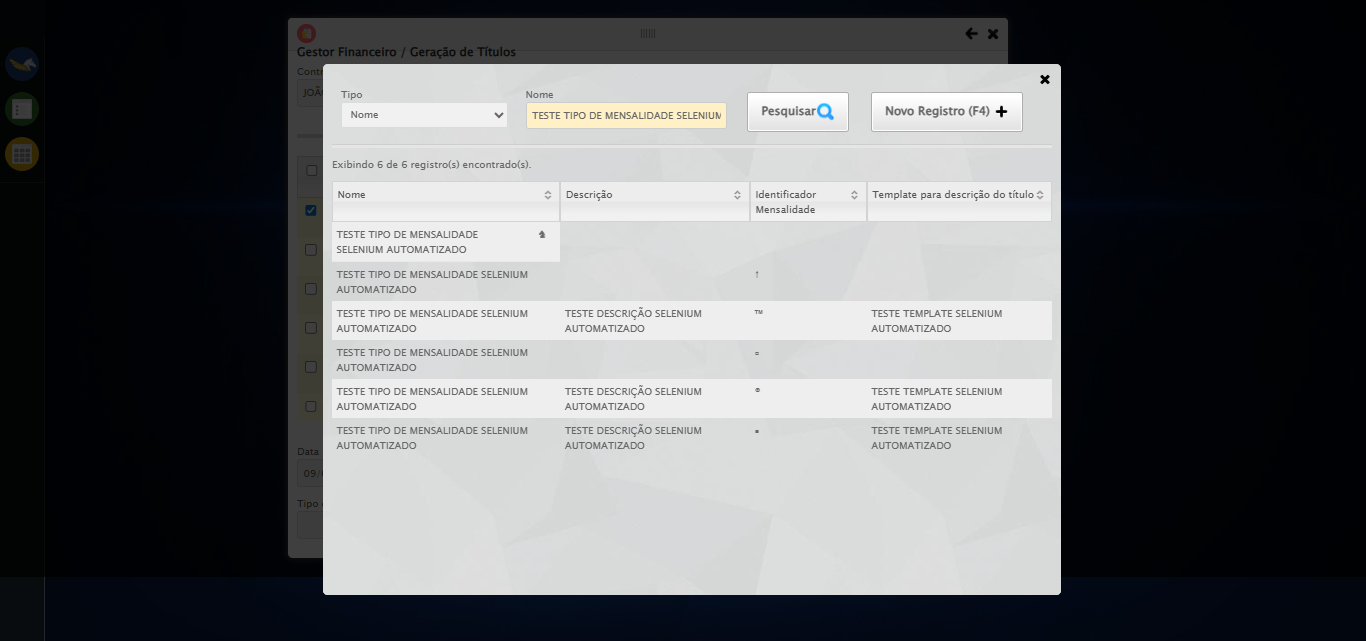 Gestor Financeiro / Geração de Títulos
Tipo
Nome
Nome
TESTE TIPO DE MENSALIDADE SELENIUM
Pesquisar
Novo Registro (F4)
Exibindo 6 de 6 registro(s) encontrado(s).
Nome
Descrição
Identificador
Mensalidade
Template para descrição do título
TESTE TIPO DE MENSALIDADE
SELENIUM AUTOMATIZADO
♞
TESTE TIPO DE MENSALIDADE SELENIUM
AUTOMATIZADO
↑
TESTE TIPO DE MENSALIDADE SELENIUM
AUTOMATIZADO
TESTE DESCRIÇÃO SELENIUM
AUTOMATIZADO
™
TESTE TEMPLATE SELENIUM
AUTOMATIZADO
TESTE TIPO DE MENSALIDADE SELENIUM
AUTOMATIZADO
▫
TESTE TIPO DE MENSALIDADE SELENIUM
AUTOMATIZADO
TESTE DESCRIÇÃO SELENIUM
AUTOMATIZADO
TESTE TEMPLATE SELENIUM
AUTOMATIZADO
TESTE TIPO DE MENSALIDADE SELENIUM
AUTOMATIZADO
TESTE DESCRIÇÃO SELENIUM
AUTOMATIZADO
▪
TESTE TEMPLATE SELENIUM
AUTOMATIZADO
Data
09/
Tipo